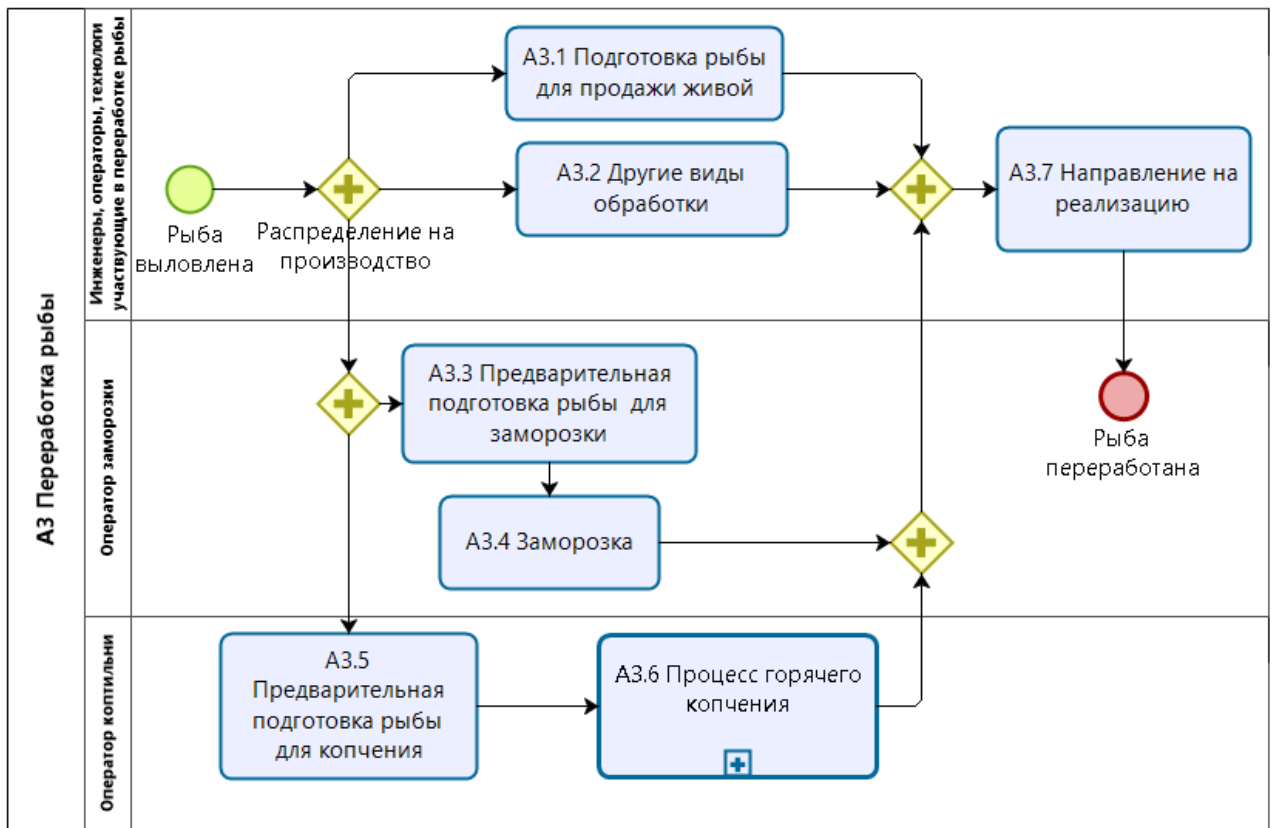 А3 Переработка рыбы
Инженеры, операторы, технологи
участвующие в переработке рыбы
А3.1 Подготовка рыбы
для продажи живой
А3.2 Другие виды
обработки
А3.7 Направление на
реализацию
Рыба
выловлена
Распределение на
производство
Оператор заморозки
А3.3 Предварительная
подготовка рыбы для
заморозки
А3.4 Заморозка
Рыба
переработана
Оператор коптильни
А3.5
Предварительная
подготовка рыбы
для копчения
А3.6 Процесс горячего
копчения